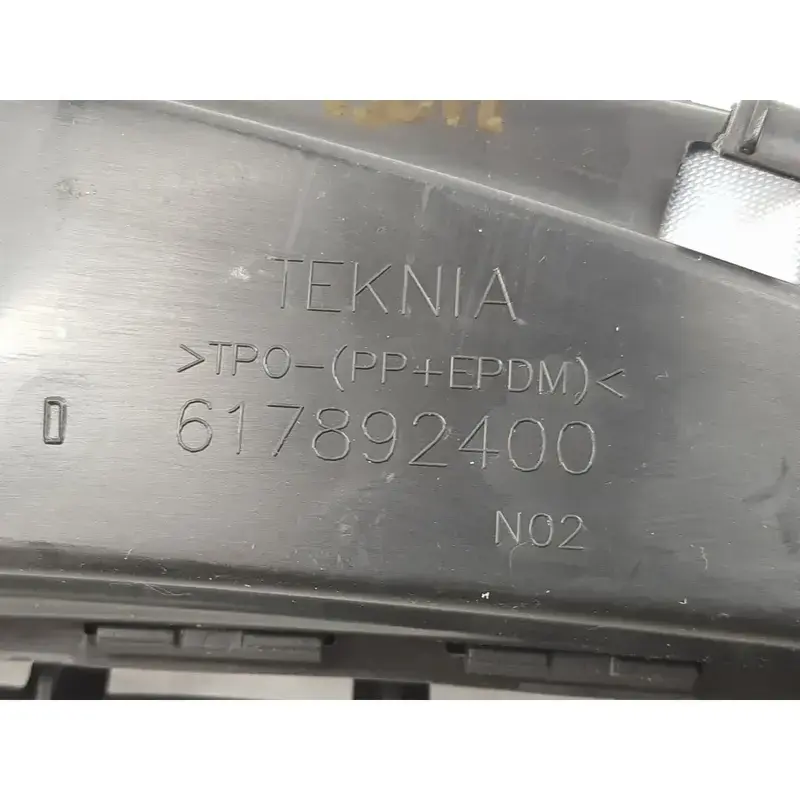 TEKNIA
>TPO-(PP+EPDM)<
617892400
N02